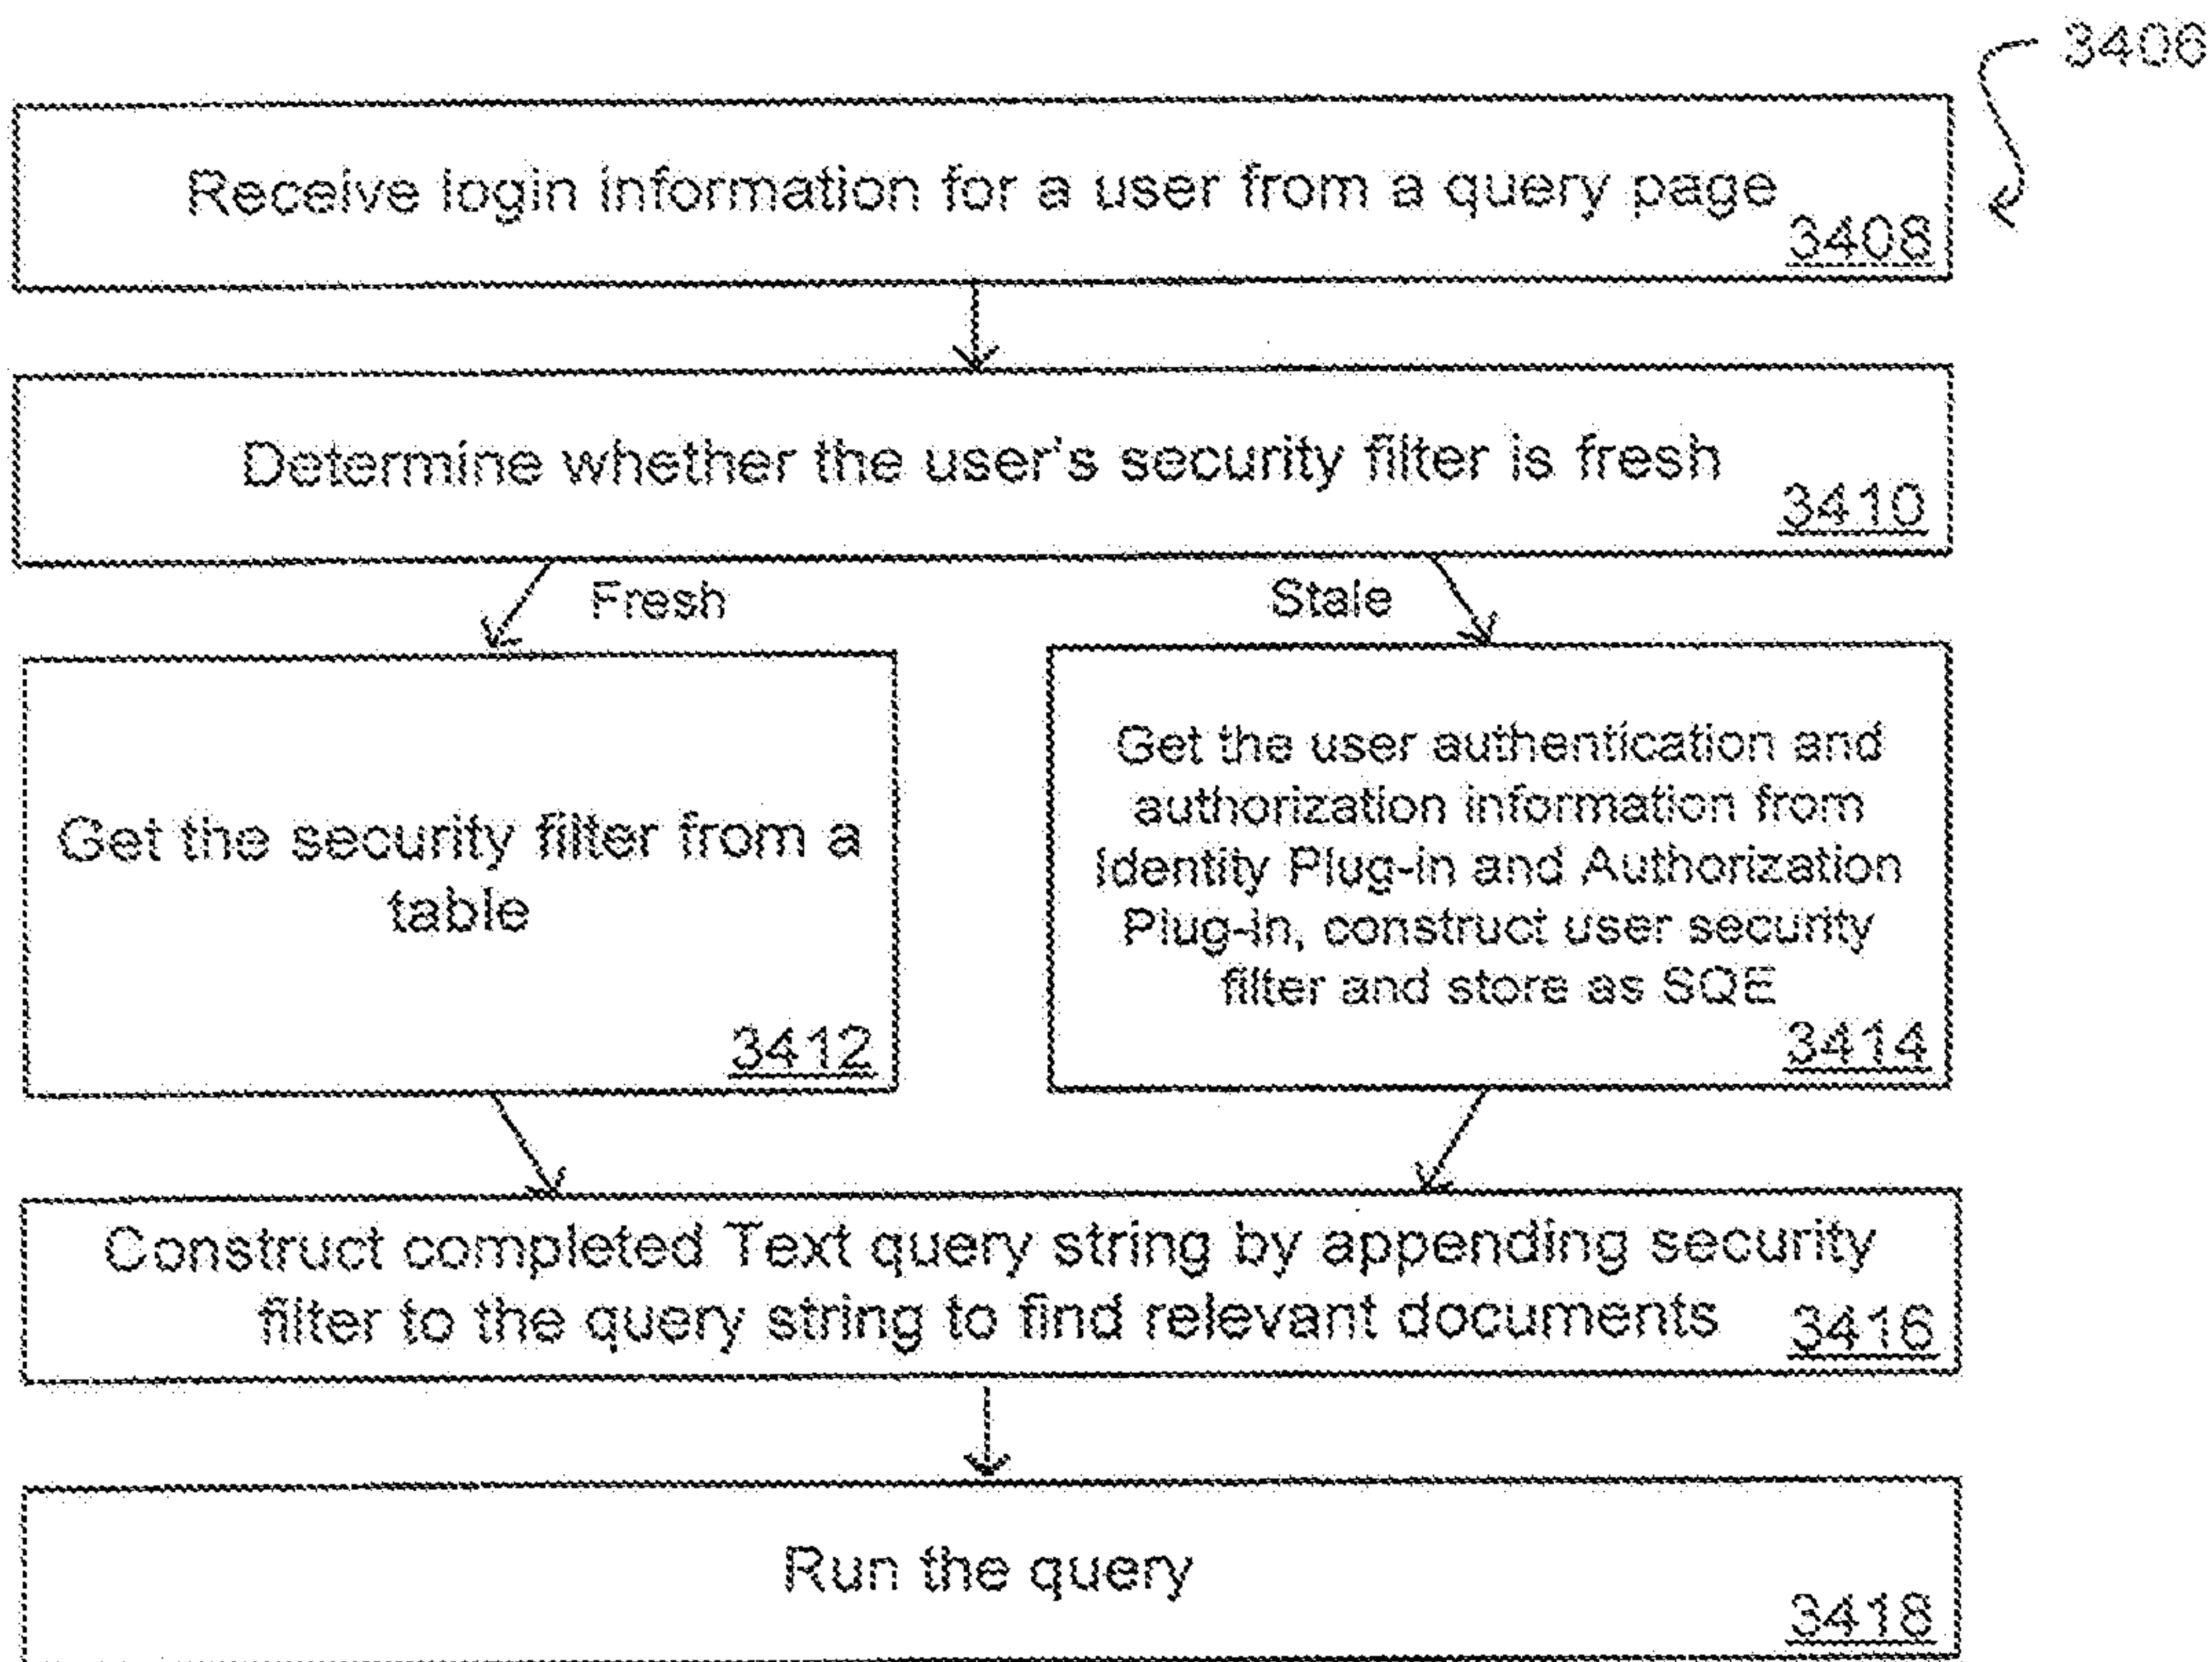 3406
Receive login information for a user from a query page
3408
Determine whether the user's security filter is fresh
3410
Fresh
Stale
Get the security filter from a
table
3412
Get the user authentication and
authorization information from
Identity Plug-in and Authorization
Plug-in, construct user security
filter and store as SQE
3414
Construct completed Text query string by appending security
filter to the query string to find relevant documents
3416
Run the query
3418